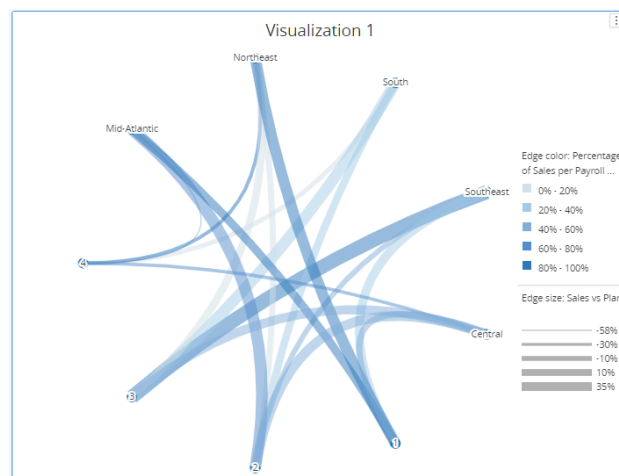 Visualization 1
Northeast
South
Mid-Atlantic
Southeast
4
Central
3
1
2
Edge color: Percentage
of Sales per Payroll ...
0% - 20%
20% - 40%
40% - 60%
60% - 80%
80% - 100%
Edge size: Sales vs Plan
-58%
-30%
-10%
10%
35%